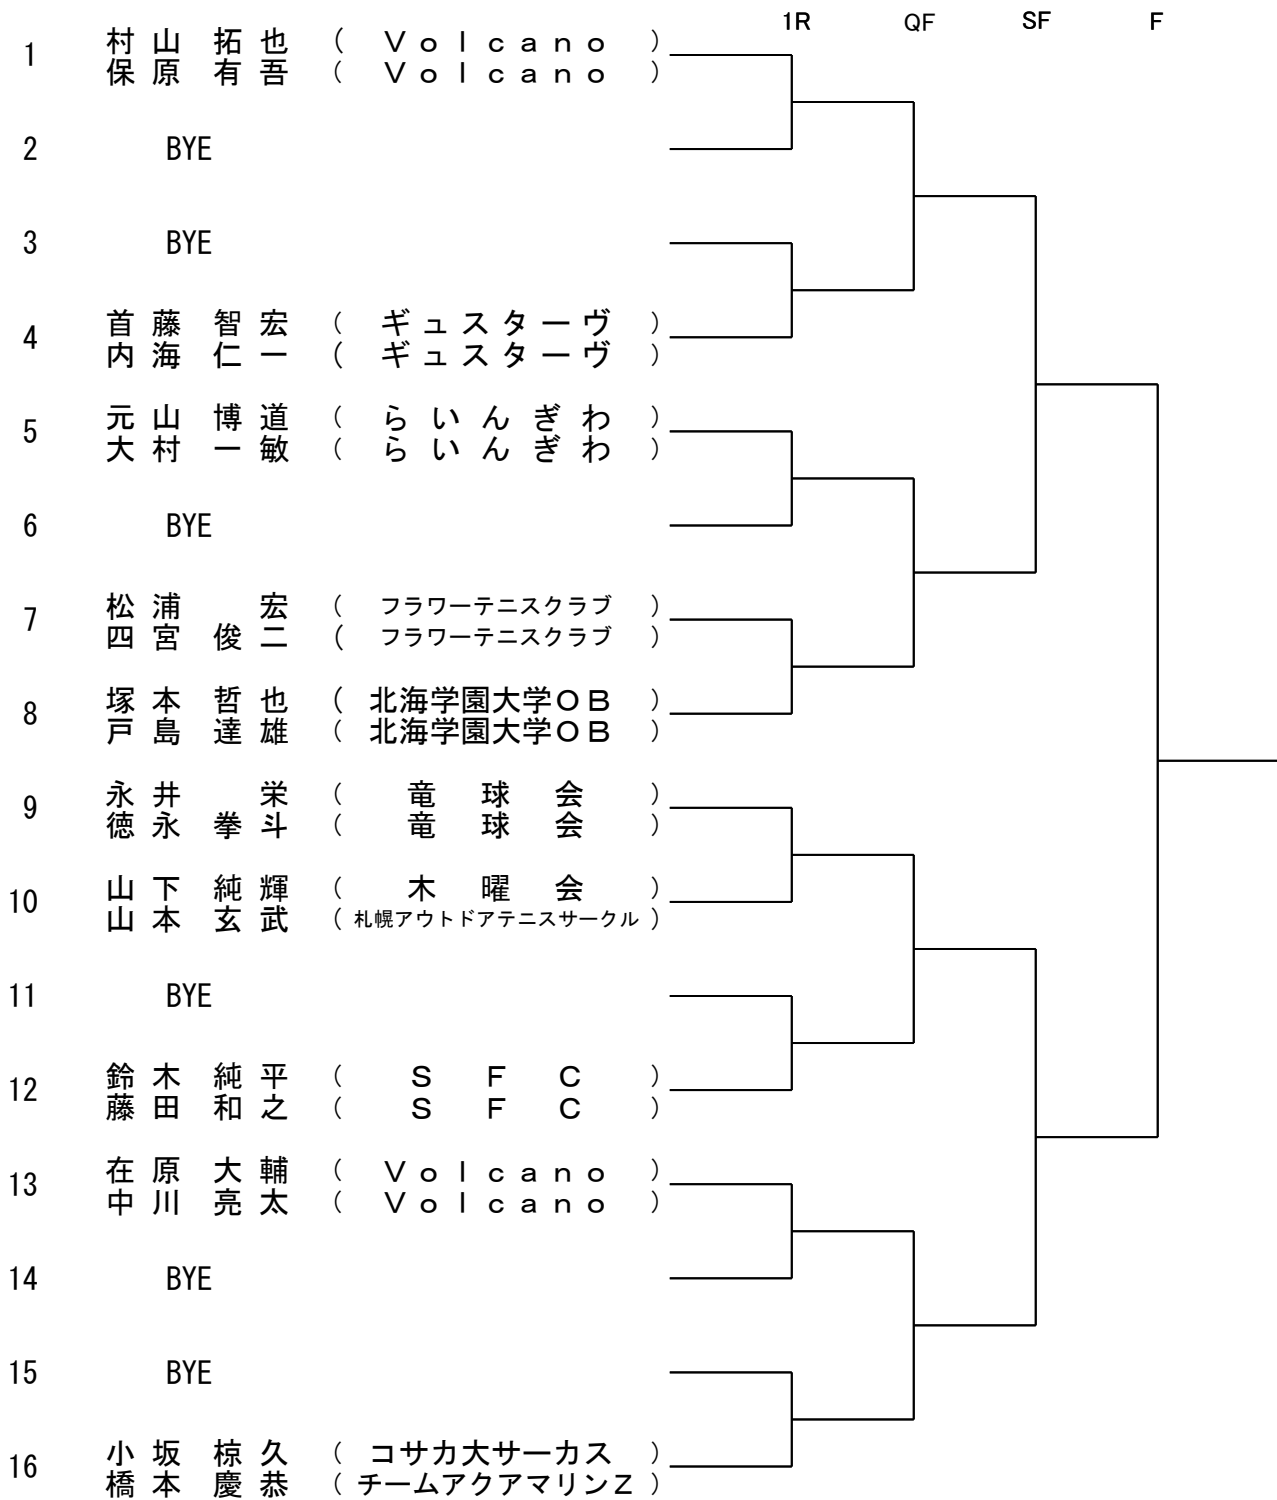 1R QF SF F
1 村山 拓也 ( Ｖｏｌｃａｎｏ )
保原 有吾 ( Ｖｏｌｃａｎｏ )
2 BYE
3 BYE
4 首藤 智宏 ( ギュスターヴ )
内海 仁一 ( ギュスターヴ )
5 元山 博道 ( らいんぎわ )
大村 一敏 ( らいんぎわ )
6 BYE
7 松浦 宏 ( フラワーテニスクラブ )
四宮 俊二 ( フラワーテニスクラブ )
8 塚本 哲也 ( 北海学園大学ＯＢ )
戸島 達雄 ( 北海学園大学ＯＢ )
9 永井 栄 ( 竜球会 )
徳永 拳斗 ( 竜球会 )
10 山下 純輝 ( 木曜会 )
山本 玄武 ( 札幌アウトドアテニスサークル )
11 BYE
12 鈴木 純平 ( ＳＦＣ )
藤田 和之 ( ＳＦＣ )
13 在原 大輔 ( Ｖｏｌｃａｎｏ )
中川 亮太 ( Ｖｏｌｃａｎｏ )
14 BYE
15 BYE
16 小坂 椋久 ( コサカ大サーカス )
橋本 慶恭 ( チームアクアマリンＺ )